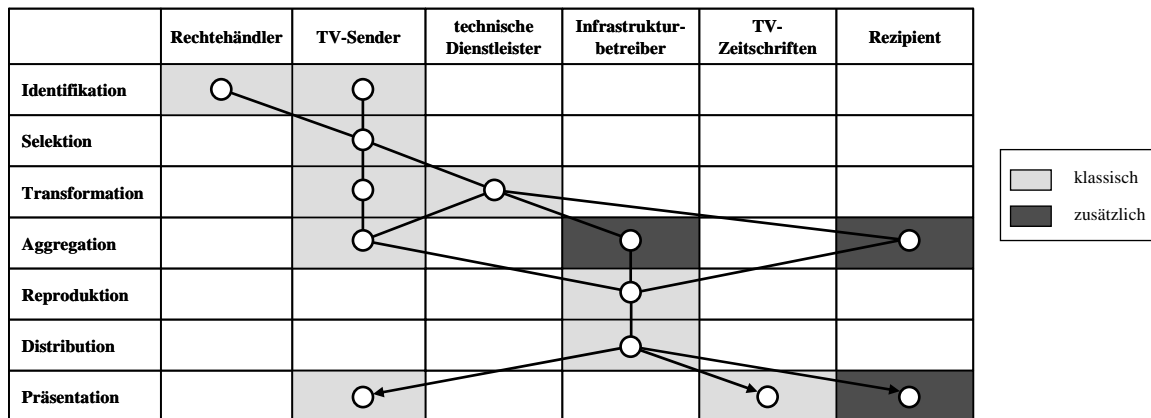 Rechtehändler
TV-Sender
technische
Dienstleister
Infrastruktur-
betreiber
TV-
Zeitschriften
Rezipient
Identifikation
Selektion
Transformation
Aggregation
Reproduktion
Distribution
Präsentation
klassisch
zusätzlich